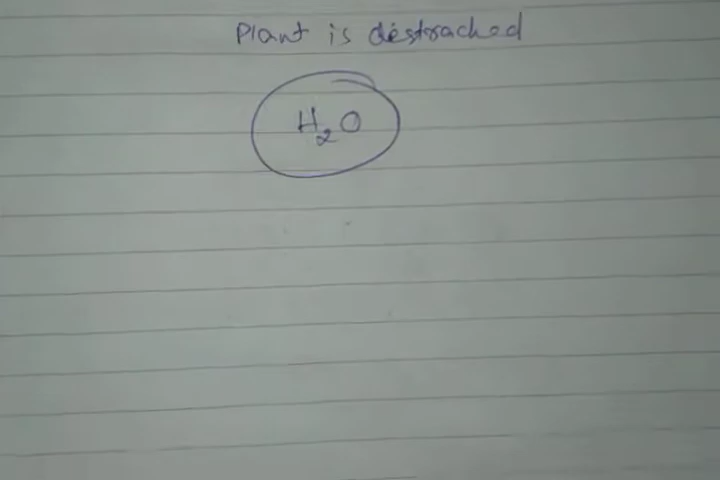 Plant is destrached
H₂O